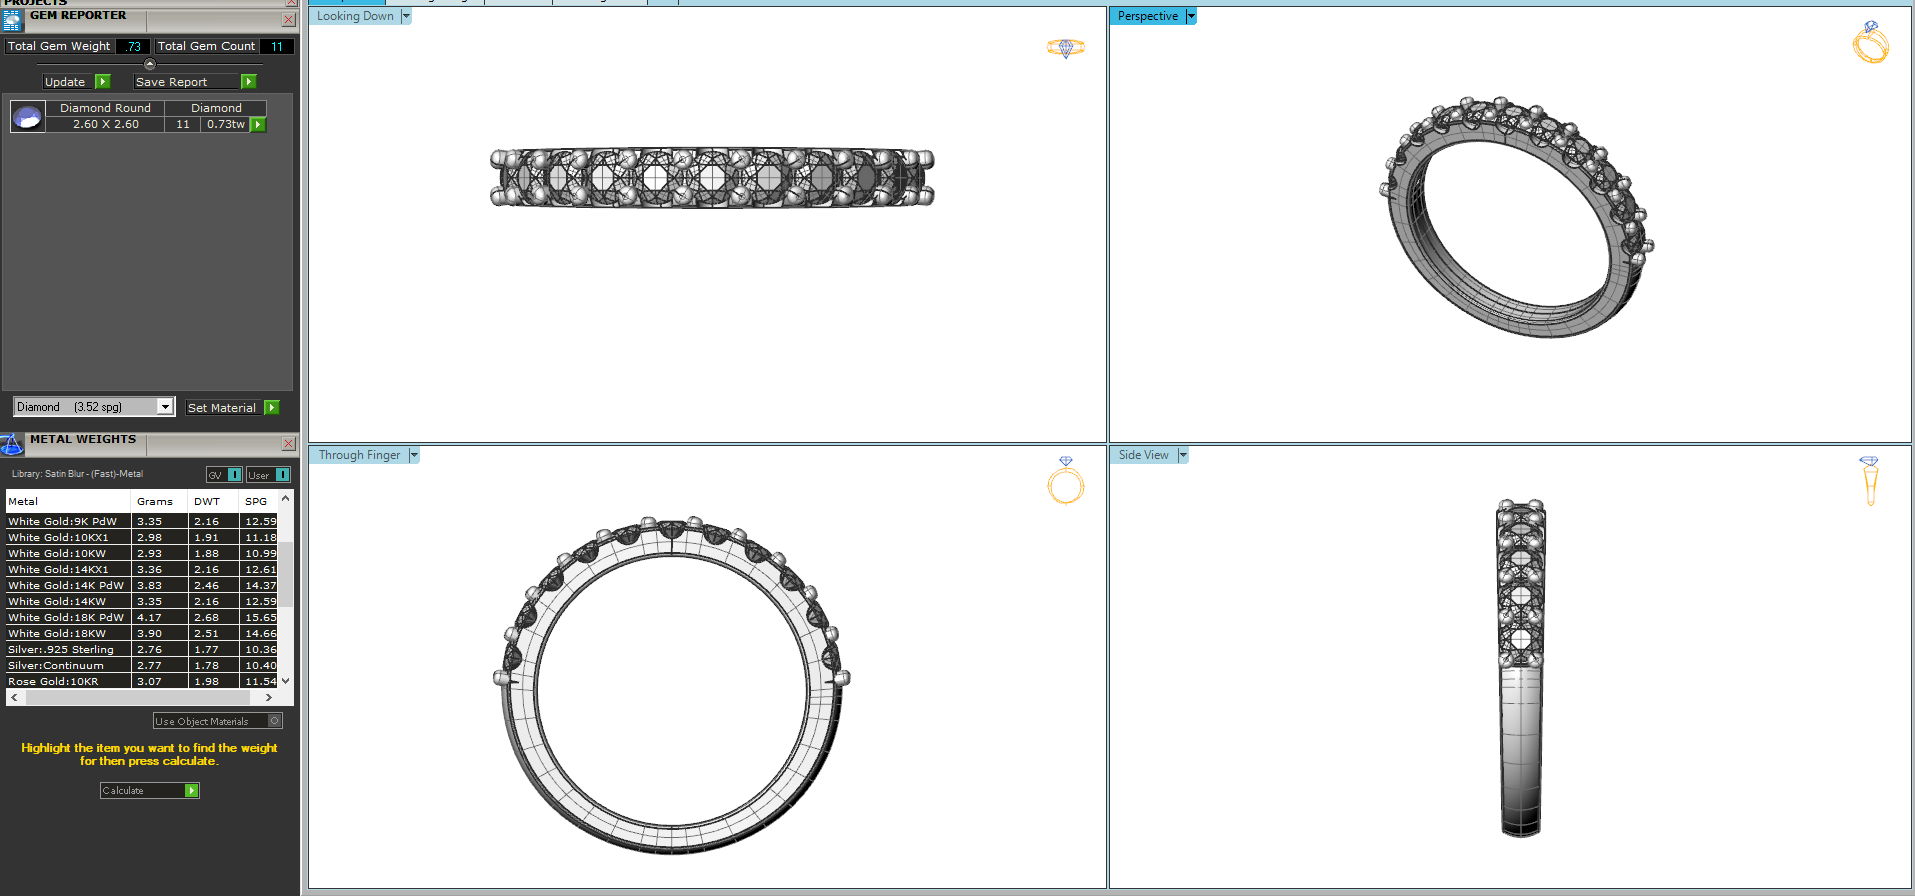 PROJECTS
GEM REPORTER
Total Gem Weight .73 Total Gem Count 11
Update Save Report
Diamond Round Diamond
2.60 X 2.60 11 0.73tw
Diamond (3.52 spg) Set Material
METAL WEIGHTS
Library: Satin Blur - (Fast)-Metal GV I User I
Metal Grams DWT SPG
White Gold:9K PdW 3.35 2.16 12.59
White Gold:10KX1 2.98 1.91 11.18
White Gold:10KW 2.93 1.88 10.99
White Gold:14KX1 3.36 2.16 12.61
White Gold:14K PdW 3.83 2.46 14.37
White Gold:14KW 3.35 2.16 12.59
White Gold:18K PdW 4.17 2.68 15.65
White Gold:18KW 3.90 2.51 14.66
Silver:.925 Sterling 2.76 1.77 10.36
Silver:Continuum 2.77 1.78 10.40
Rose Gold:10KR 3.07 1.98 11.54
Use Object Materials
Highlight the item you want to find the weight
for then press calculate.
Calculate
Looking Down
Perspective
Through Finger
Side View